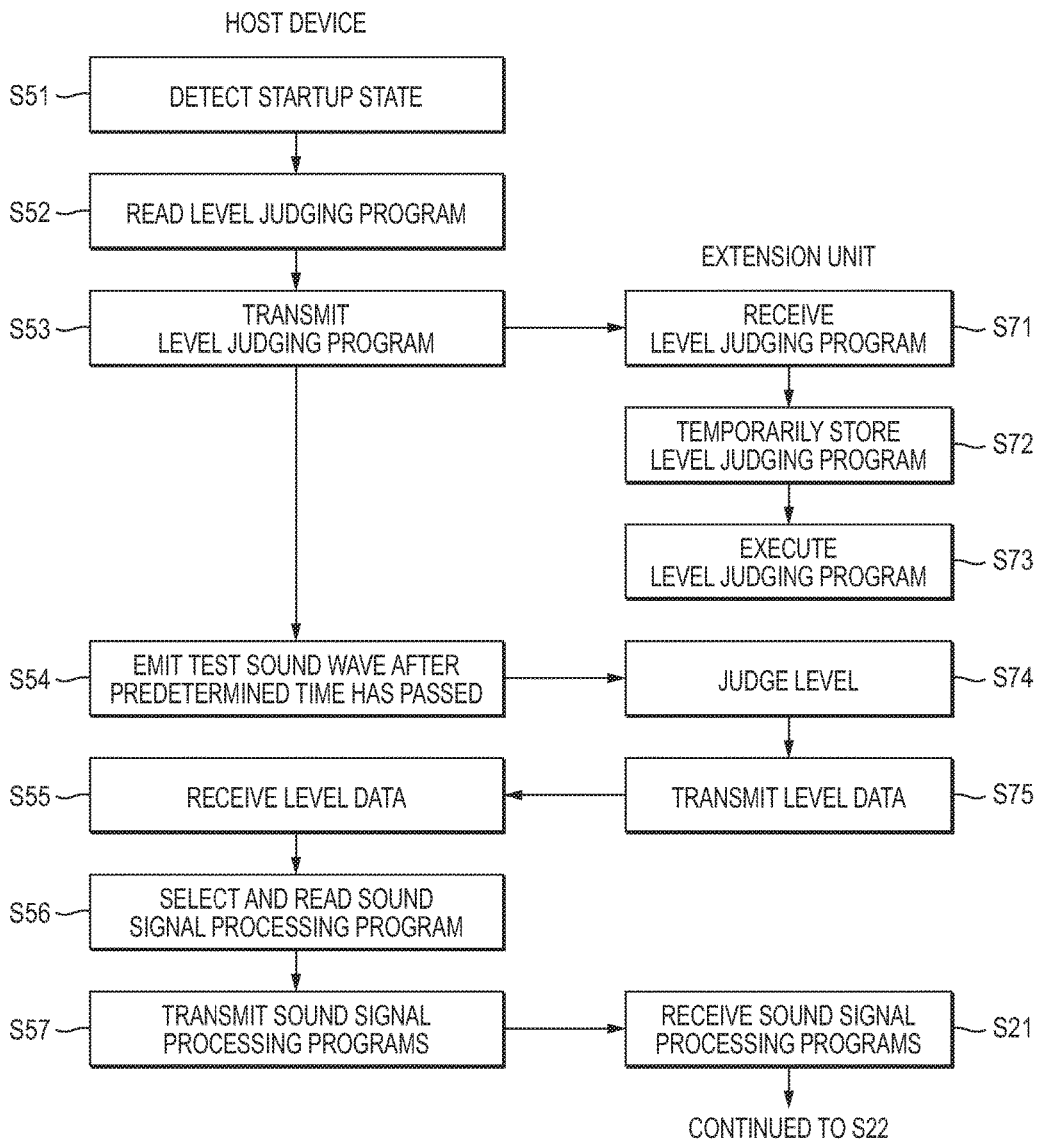 HOST DEVICE
S51
DETECT STARTUP STATE
S52
READ LEVEL JUDGING PROGRAM
EXTENSION UNIT
S53
TRANSMIT
LEVEL JUDGING PROGRAM
RECEIVE
LEVEL JUDGING PROGRAM
S71
TEMPORARILY STORE
LEVEL JUDGING PROGRAM
S72
EXECUTE
LEVEL JUDGING PROGRAM
S73
S54
EMIT TEST SOUND WAVE AFTER
PREDETERMINED TIME HAS PASSED
JUDGE LEVEL
S74
S55
RECEIVE LEVEL DATA
TRANSMIT LEVEL DATA
S75
S56
SELECT AND READ SOUND
SIGNAL PROCESSING PROGRAM
S57
TRANSMIT SOUND SIGNAL
PROCESSING PROGRAMS
RECEIVE SOUND SIGNAL
PROCESSING PROGRAMS
S21
CONTINUED TO S22